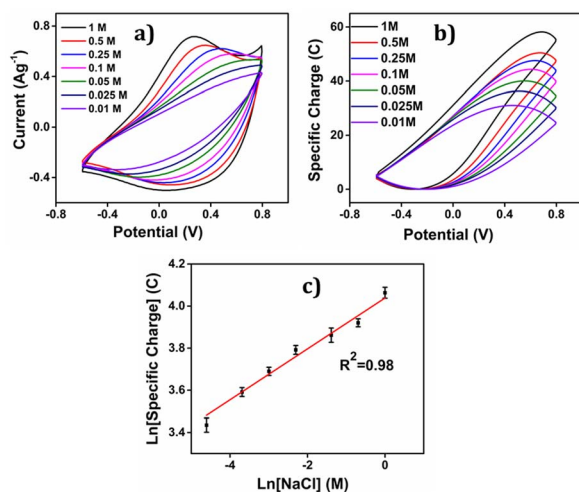 a)
1 M
0.5 M
0.25 M
0.1 M
0.05 M
0.025 M
0.01 M
Current (Ag-1)
0.8
0.4
0.0
-0.4
-0.8 -0.4 0.0 0.4 0.8
Potential (V)
b)
1 M
0.5M
0.25M
0.1M
0.05M
0.025M
0.01M
Specific Charge (C)
60
40
20
0
-0.8 -0.4 0.0 0.4 0.8
Potential (V)
c)
R2=0.98
Ln[Specific Charge] (C)
4.2
4.0
3.8
3.6
3.4
-4 -2 0
Ln[NaCl] (M)